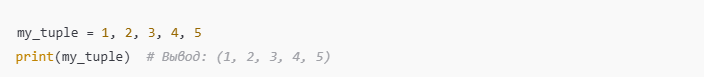 my_tuple = 1, 2, 3, 4, 5
print(my_tuple)  # Вывод: (1, 2, 3, 4, 5)